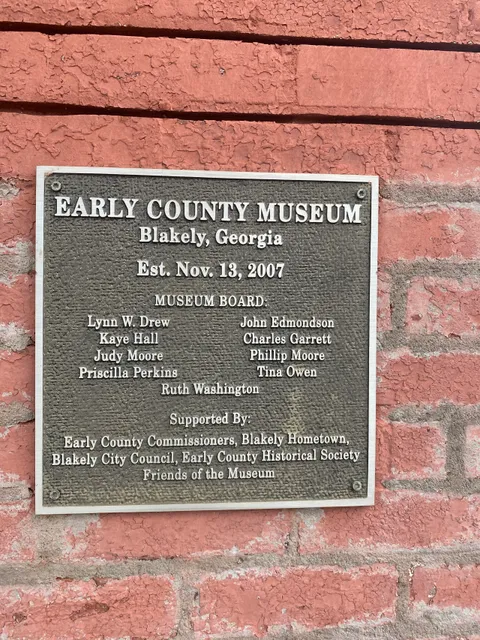 EARLY COUNTY MUSEUM
Blakely, Georgia
Est. Nov. 13, 2007
MUSEUM BOARD:
Lynn W. Drew John Edmondson
Kaye Hall Charles Garrett
Judy Moore Phillip Moore
Priscilla Perkins Tina Owen
Ruth Washington
Supported By:
Early County Commissioners, Blakely Hometown,
Blakely City Council, Early County Historical Society
Friends of the Museum